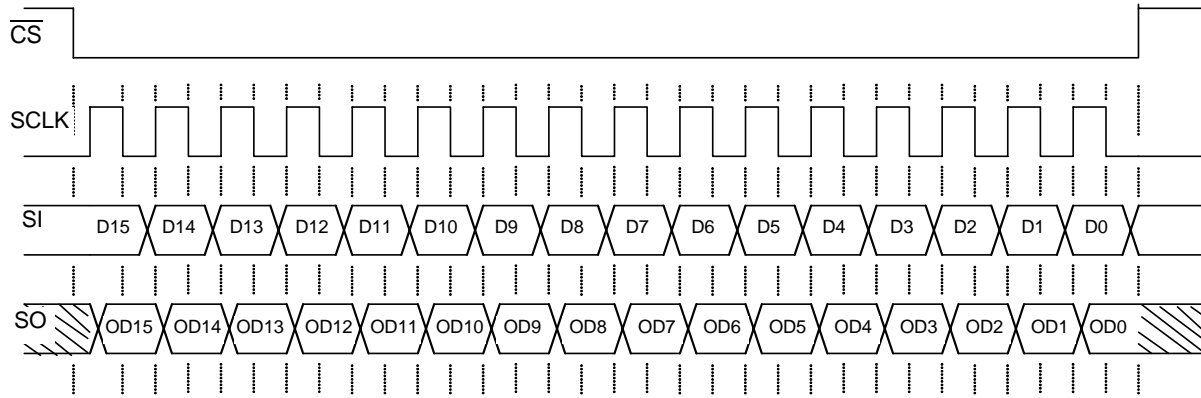 CS
SCLK
SI D15 D14 D13 D12 D11 D10 D9 D8 D7 D6 D5 D4 D3 D2 D1 D0
SO OD15 OD14 OD13 OD12 OD11 OD10 OD9 OD8 OD7 OD6 OD5 OD4 OD3 OD2 OD1 OD0